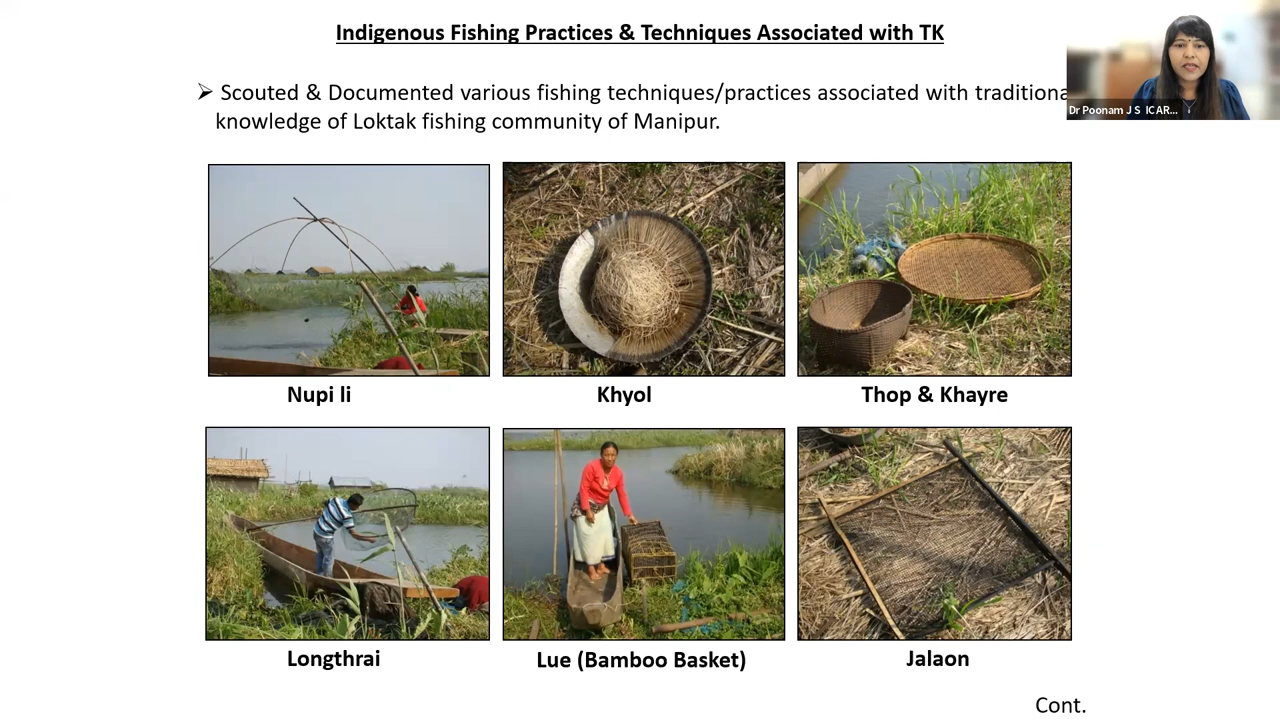 Indigenous Fishing Practices & Techniques Associated with TK
➢ Scouted & Documented various fishing techniques/practices associated with traditiona
knowledge of Loktak fishing community of Manipur.
Dr Poonam J S ICAR...
Nupi li
Khyol
Thop & Khayre
Longthrai
Lue (Bamboo Basket)
Jalaon
Cont.